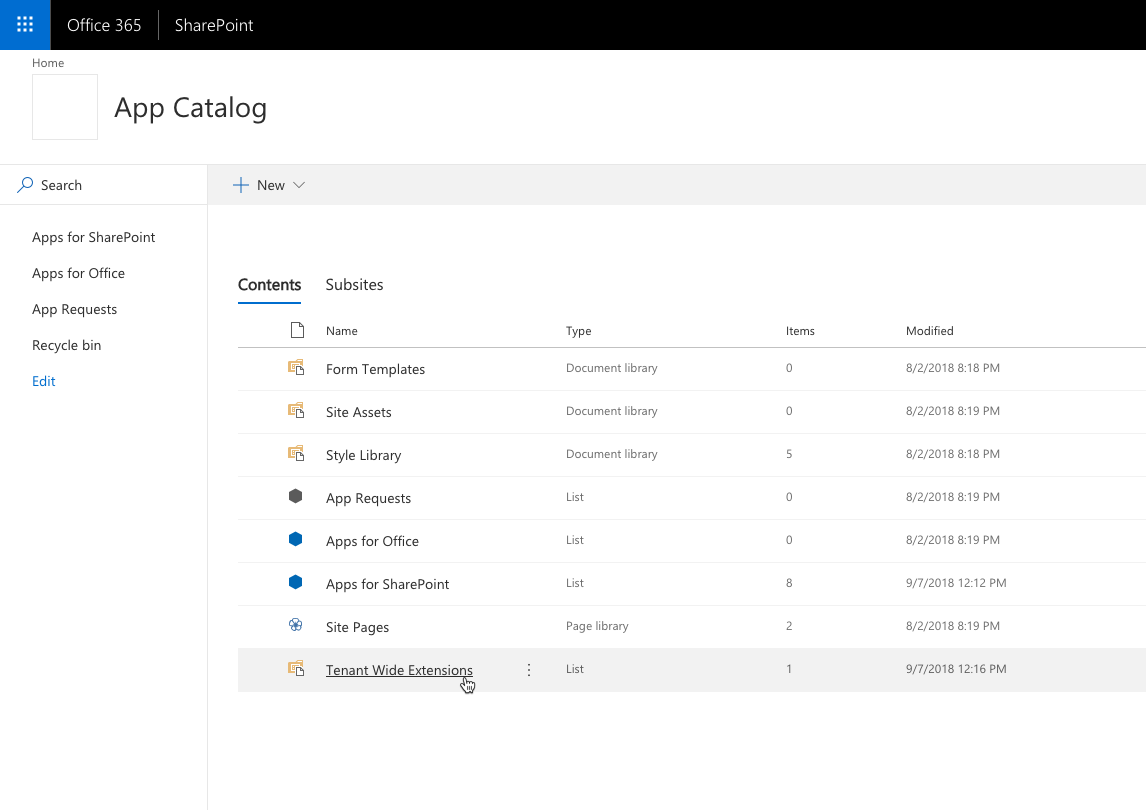 Office 365 SharePoint
Home
App Catalog
Search
New
Apps for SharePoint
Apps for Office
App Requests
Recycle bin
Edit
Contents Subsites
Name Type Items Modified
Form Templates Document library 0 8/2/2018 8:18 PM
Site Assets Document library 0 8/2/2018 8:19 PM
Style Library Document library 5 8/2/2018 8:18 PM
App Requests List 0 8/2/2018 8:19 PM
Apps for Office List 0 8/2/2018 8:19 PM
Apps for SharePoint List 8 9/7/2018 12:12 PM
Site Pages Page library 2 8/2/2018 8:19 PM
Tenant Wide Extensions List 1 9/7/2018 12:16 PM